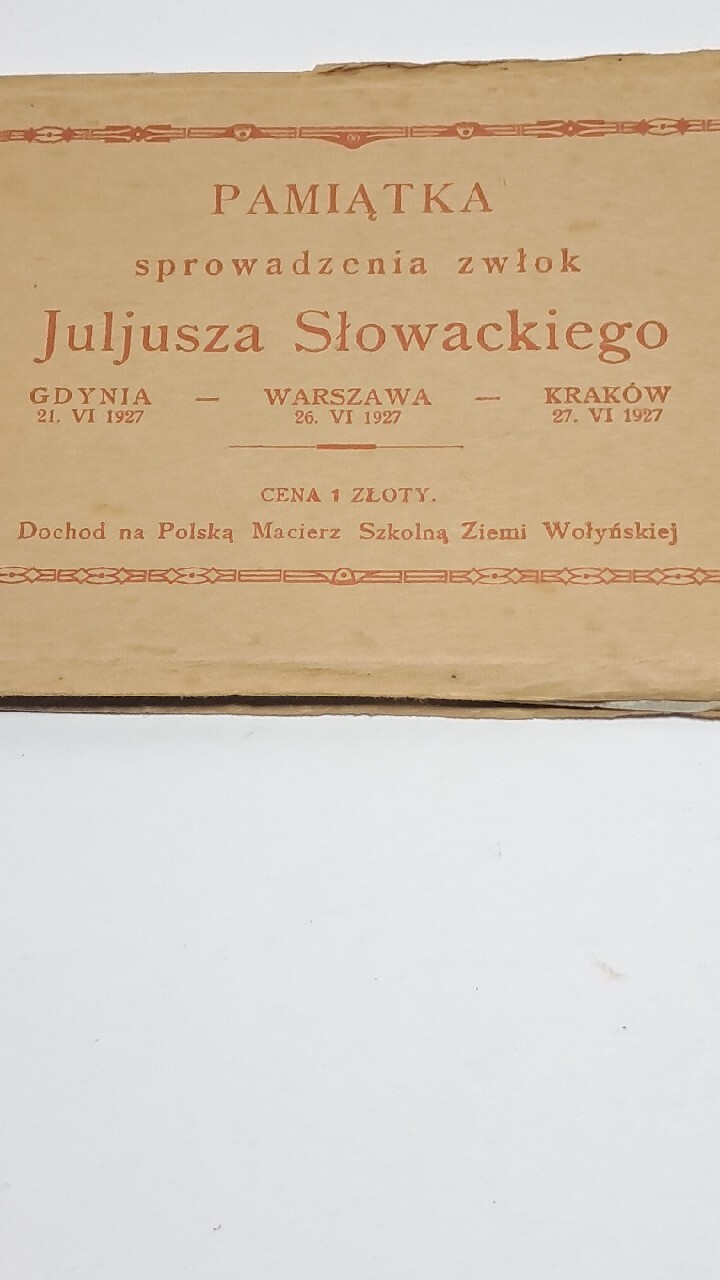 PAMIĄTKA
sprowadzenia zwłok
Juljusza Słowackiego
GDYNIA — WARSZAWA — KRAKÓW
21. VI 1927 26. VI 1927 27. VI 1927
CENA 1 ZŁOTY.
Dochod na Polską Macierz Szkolną Ziemi Wołyńskiej